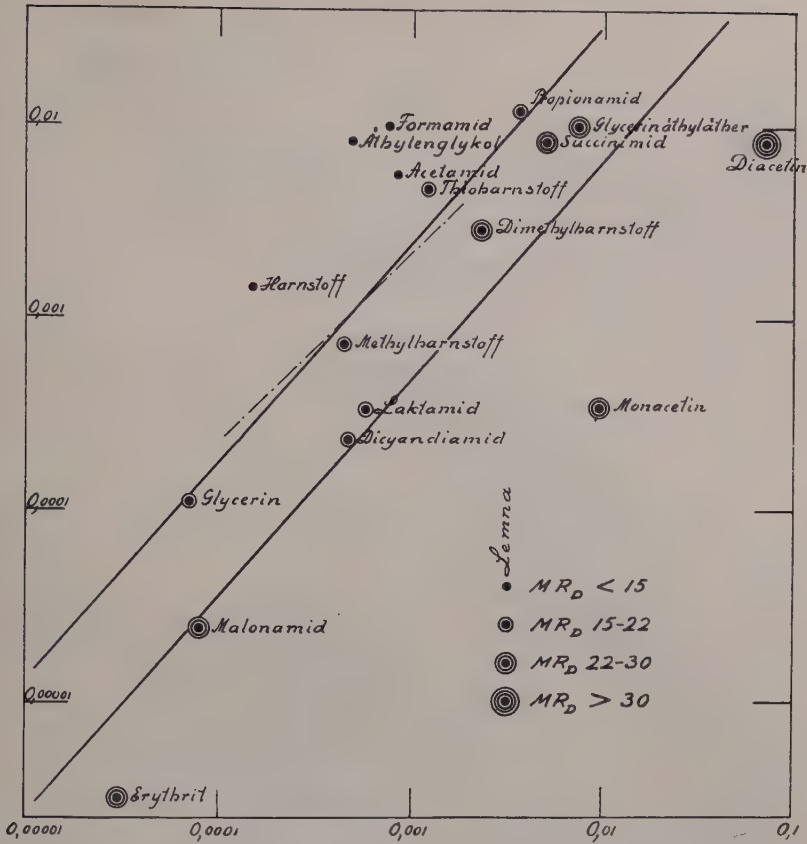 0,01
Propionamid
Formamid
Glycerinäthyläther
Äthylenglykol
Succinimid
Diacetin
Acetamid
Thioharnstoff
Dimethylharnstoff
Harnstoff
0,001
Methylharnstoff
Laktamid
Monacetin
Dicyandiamid
0,0001
Glycerin
Lemna
MR_D < 15
Malonamid
MR_D 15-22
MR_D 22-30
0,00001
MR_D > 30
Erythrit
0,00001 0,0001 0,001 0,01 0,1